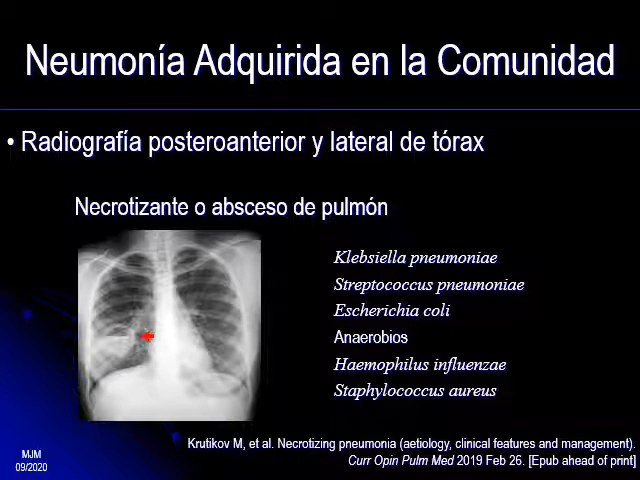 Neumonía Adquirida en la Comunidad
• Radiografía posteroanterior y lateral de tórax
Necrotizante o absceso de pulmón
Klebsiella pneumoniae
Streptococcus pneumoniae
Escherichia coli
Anaerobios
Haemophilus influenzae
Staphylococcus aureus
Krutikov M, et al. Necrotizing pneumonia (aetiology, clinical features and management).
Curr Opin Pulm Med 2019 Feb 26. [Epub ahead of print]
MJM
09/2020